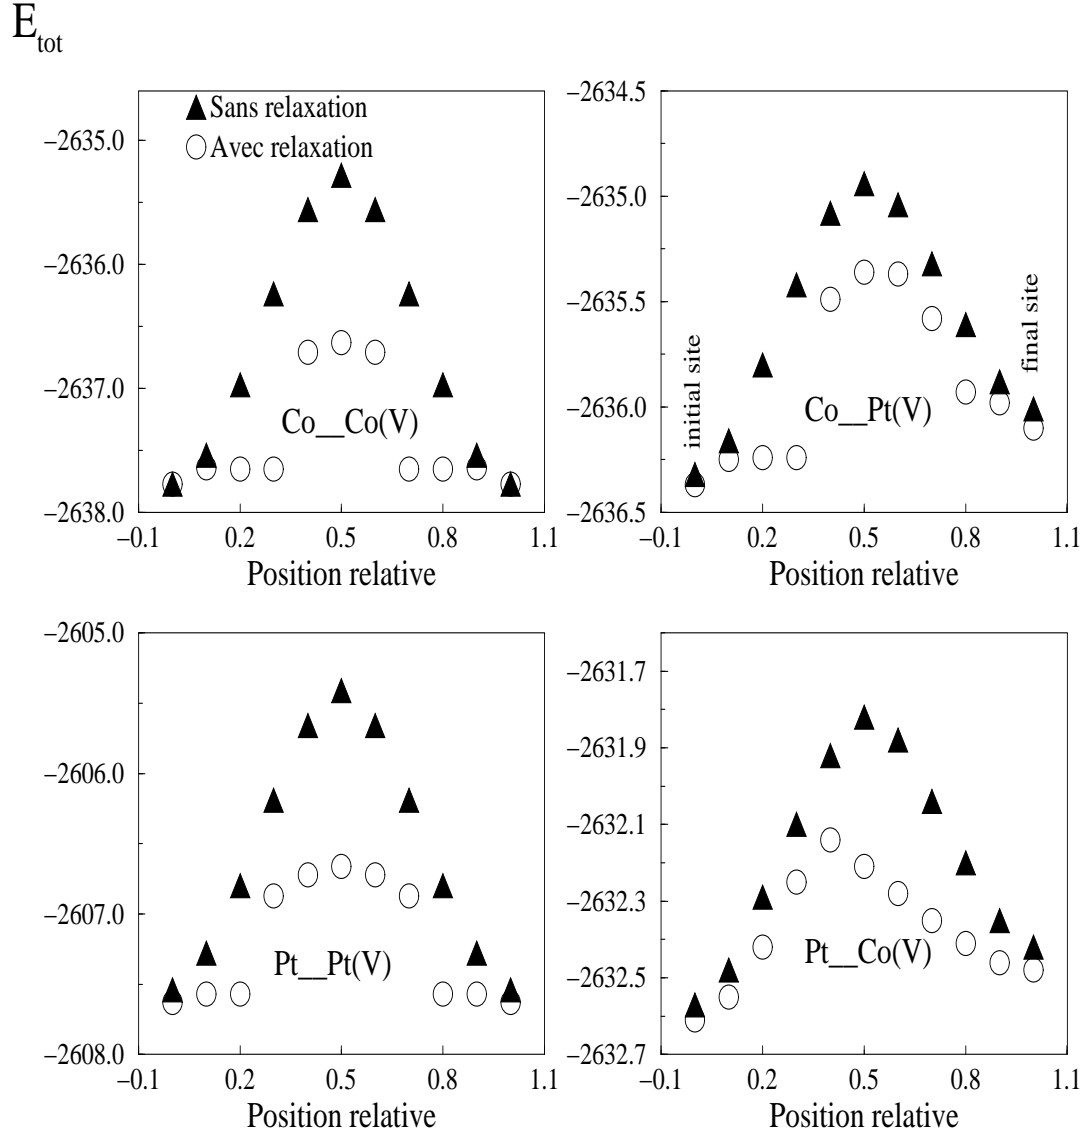 E_tot
Sans relaxation
Avec relaxation
−2635.0
−2636.0
−2637.0
−2638.0
Co__Co(V)
−0.1 0.2 0.5 0.8 1.1
Position relative
−2634.5
−2635.0
−2635.5
−2636.0
−2636.5
initial site
final site
Co__Pt(V)
−0.1 0.2 0.5 0.8 1.1
Position relative
−2605.0
−2606.0
−2607.0
−2608.0
Pt__Pt(V)
−0.1 0.2 0.5 0.8 1.1
Position relative
−2631.7
−2631.9
−2632.1
−2632.3
−2632.5
−2632.7
Pt__Co(V)
−0.1 0.2 0.5 0.8 1.1
Position relative